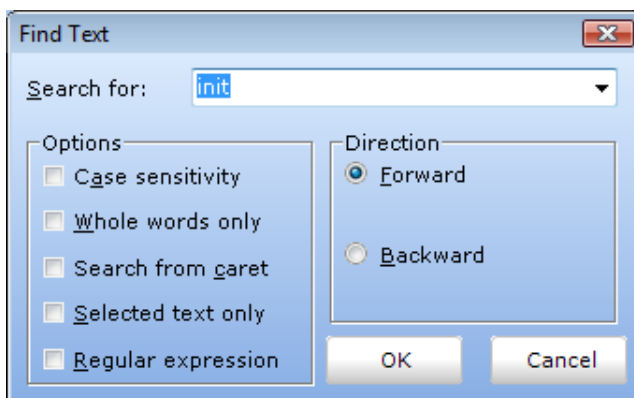 Find Text
Search for: init
Options
Case sensitivity
Whole words only
Search from caret
Selected text only
Regular expression
Direction
Forward
Backward
OK Cancel